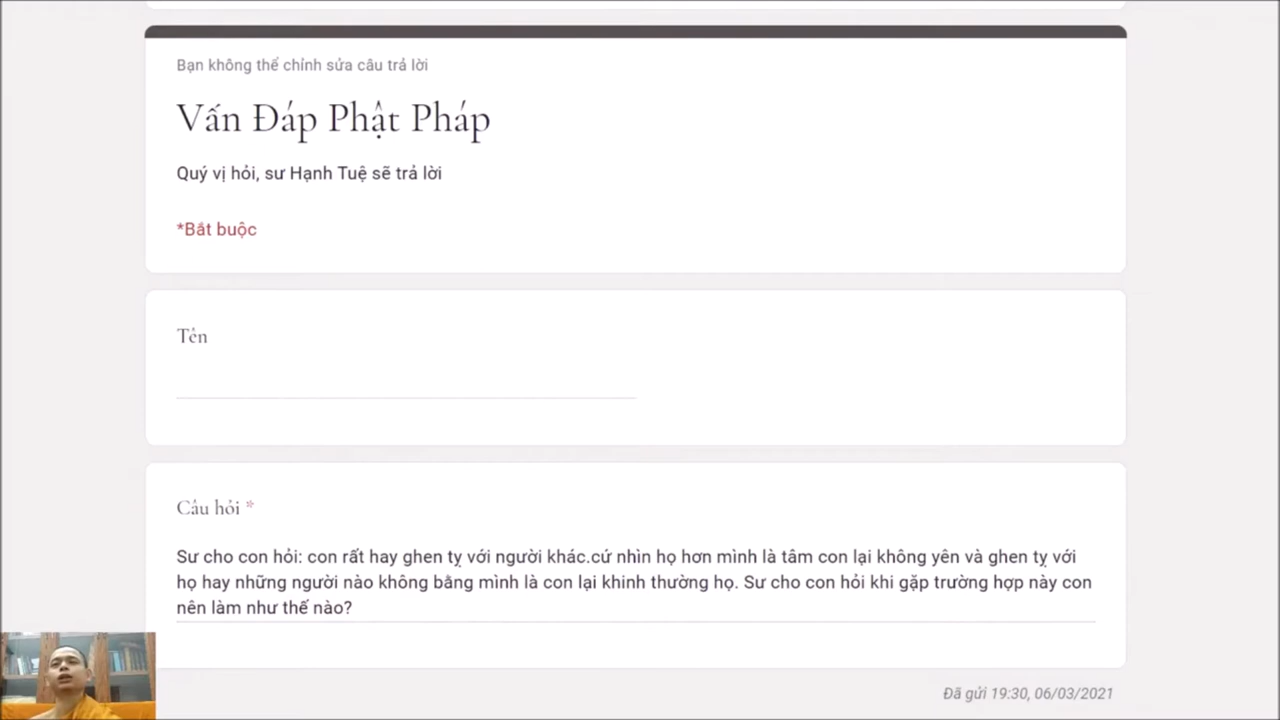 Bạn không thể chỉnh sửa câu trả lời
Vấn Đáp Phật Pháp
Quý vị hỏi, sư Hạnh Tuệ sẽ trả lời
*Bắt buộc
Tên
Câu hỏi *
Sư cho con hỏi: con rất hay ghen tỵ với người khác.cứ nhìn họ hơn mình là tâm con lại không yên và ghen tỵ với
họ hay những người nào không bằng mình là con lại khinh thường họ. Sư cho con hỏi khi gặp trường hợp này con
nên làm như thế nào?
Đã gửi 19:30, 06/03/2021